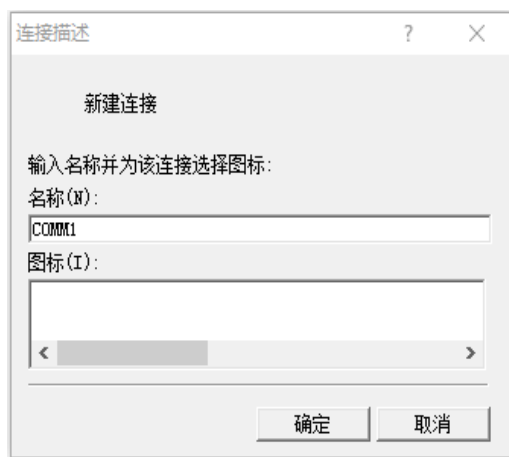 连接描述
?
新建连接
输入名称并为该连接选择图标:
名称(N):
COMM1
图标(I):
确定 取消